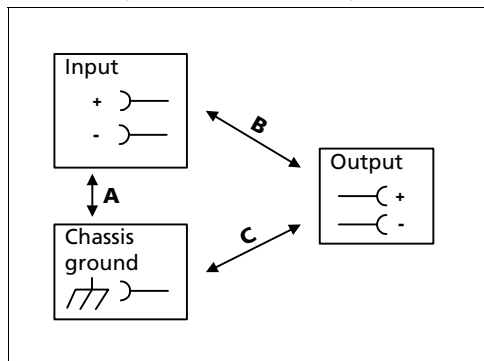 Input
+
-
B
Output
+
-
A
Chassis
ground
C